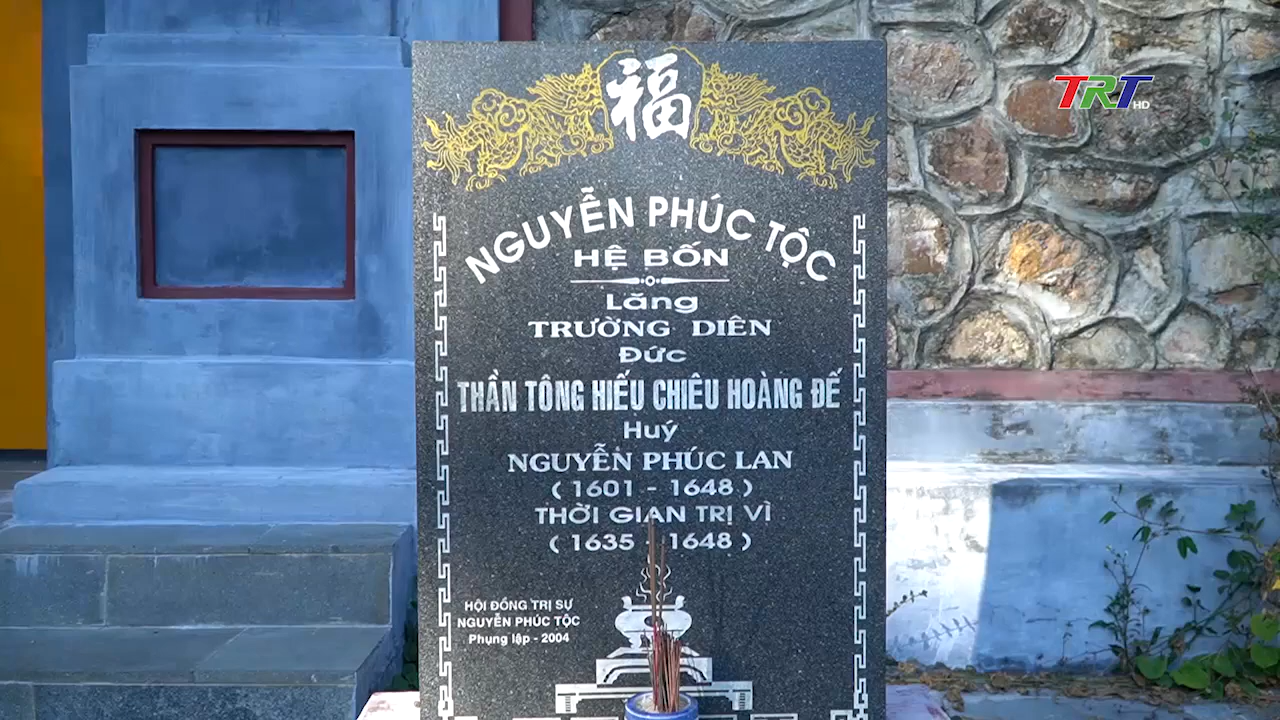 TRT HD
福
NGUYỄN PHÚC TỘC
HỆ BỐN
Lăng
TRƯỜNG DIÊN
Đức
THẦN TÔNG HIẾU CHIÊU HOÀNG ĐẾ
Huý
NGUYỄN PHÚC LAN
( 1601 - 1648 )
THỜI GIAN TRỊ VÌ
( 1635 - 1648 )
HỘI ĐỒNG TRỊ SỰ
NGUYỄN PHÚC TỘC
Phụng lập - 2004